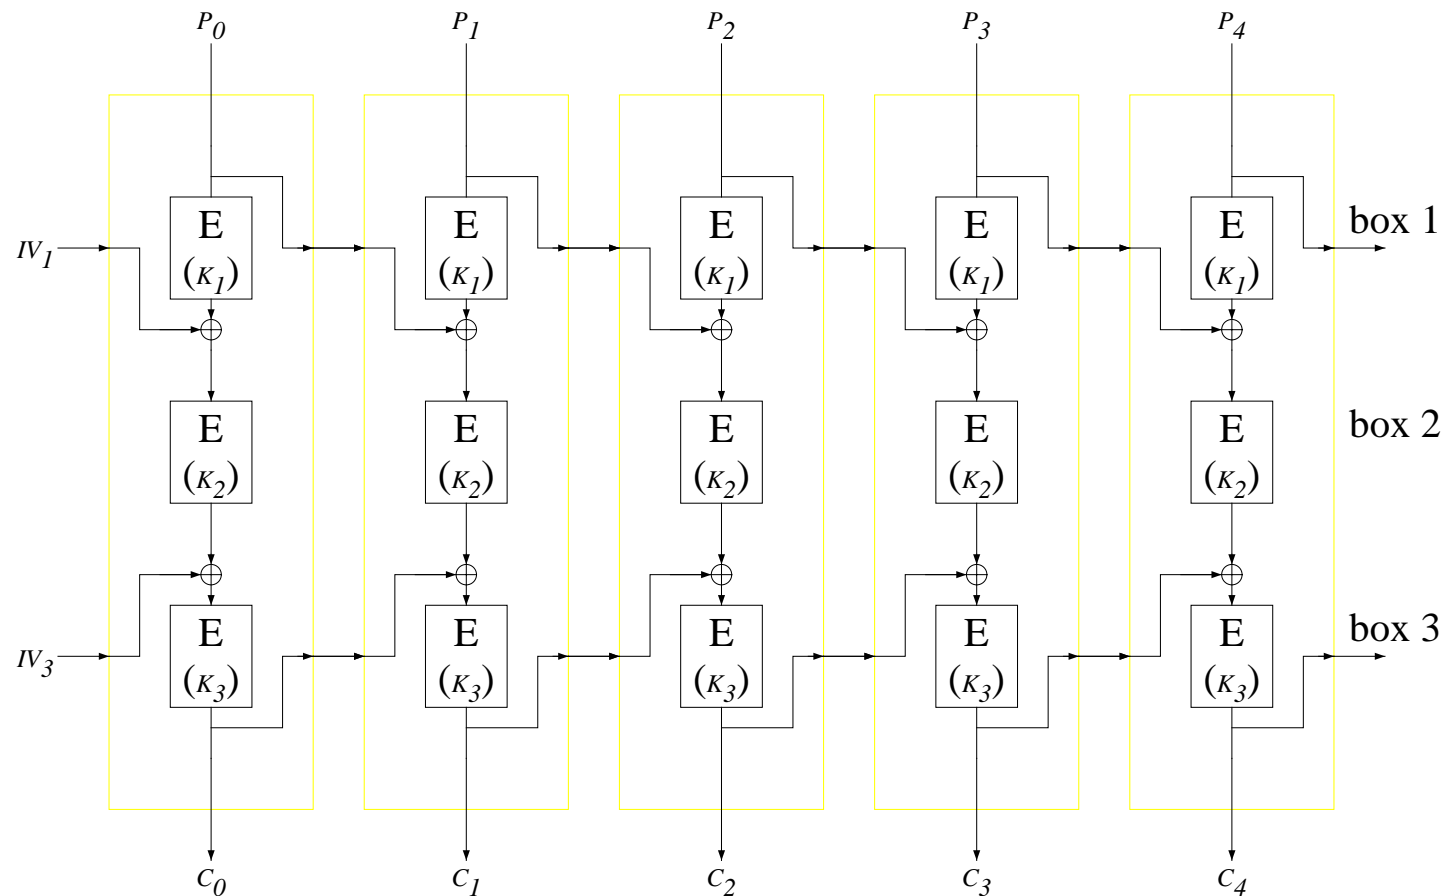 P0 P1 P2 P3 P4
E E E E E box 1
IV1 (K1) (K1) (K1) (K1) (K1)
E E E E E box 2
(K2) (K2) (K2) (K2) (K2)
E E E E E box 3
IV3 (K3) (K3) (K3) (K3) (K3)
C0 C1 C2 C3 C4